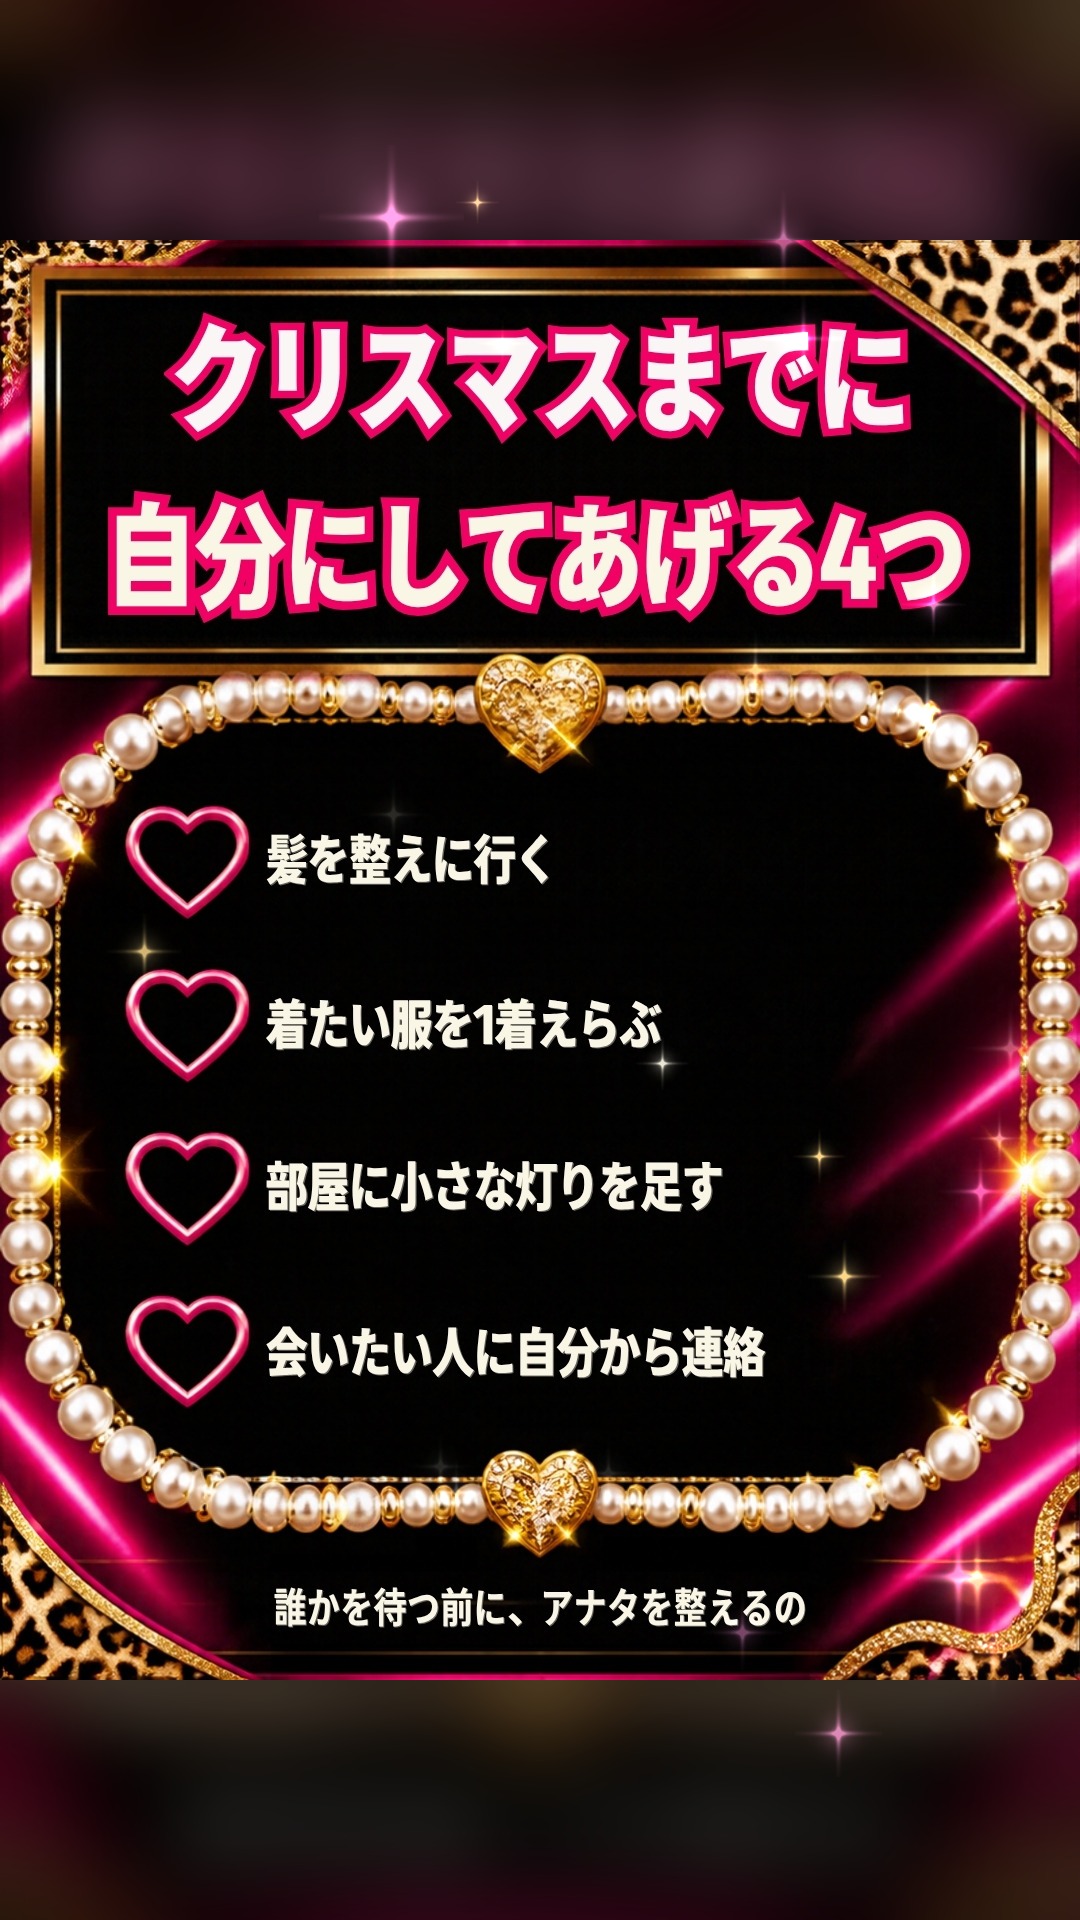 クリスマスまでに
自分にしてあげる4つ
髪を整えに行く
着たい服を1着えらぶ
部屋に小さな灯りを足す
会いたい人に自分から連絡
誰かを待つ前に、アナタを整えるの